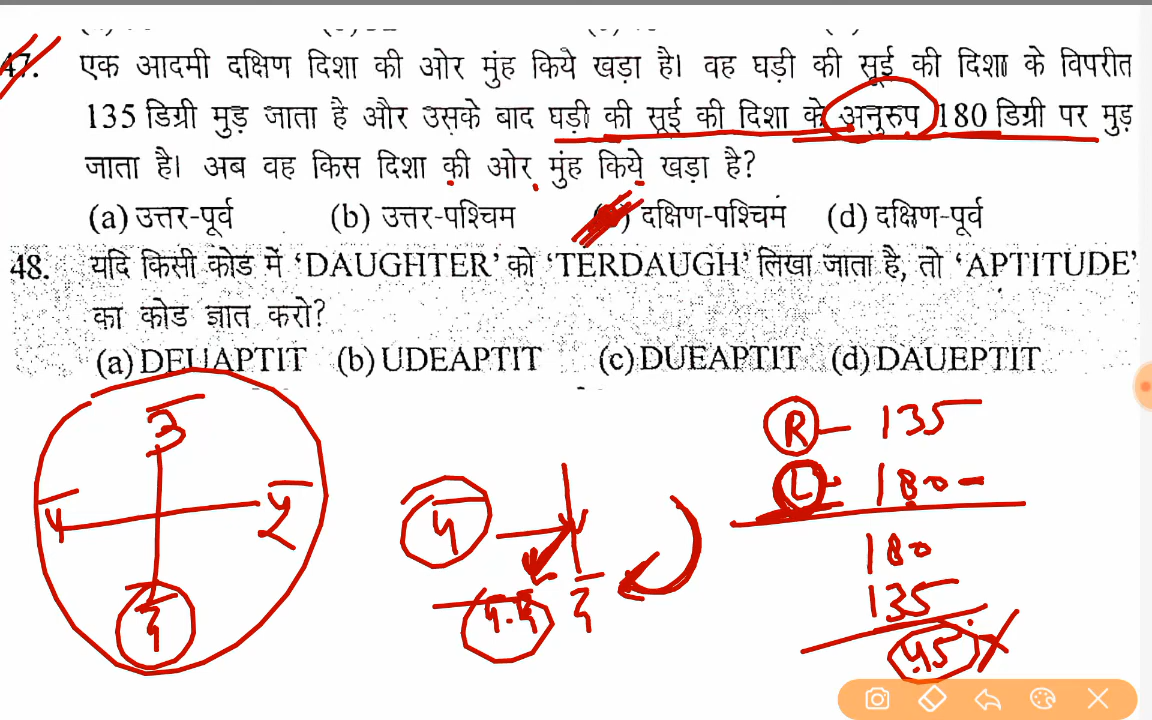 47. एक आदमी दक्षिण दिशा की ओर मुंह किये खड़ा है। वह घड़ी की सूई की दिशा के विपरीत
135 डिग्री मुड़ जाता है और उसके बाद घड़ी की सूई की दिशा के अनुरुप 180 डिग्री पर मुड़
जाता है। अब वह किस दिशा की ओर मुंह किये खड़ा है?
(a) उत्तर-पूर्व (b) उत्तर-पश्चिम दक्षिण-पश्चिम (d) दक्षिण-पूर्व
48. यदि किसी कोड में ‘DAUGHTER’ को ‘TERDAUGH’ लिखा जाता है, तो ‘APTITUDE’
का कोड ज्ञात करो?
(a) DEUAPTIT (b) UDEAPTIT (c) DUEAPTIT (d) DAUEPTIT
R - 135
L - 180
180
135
45